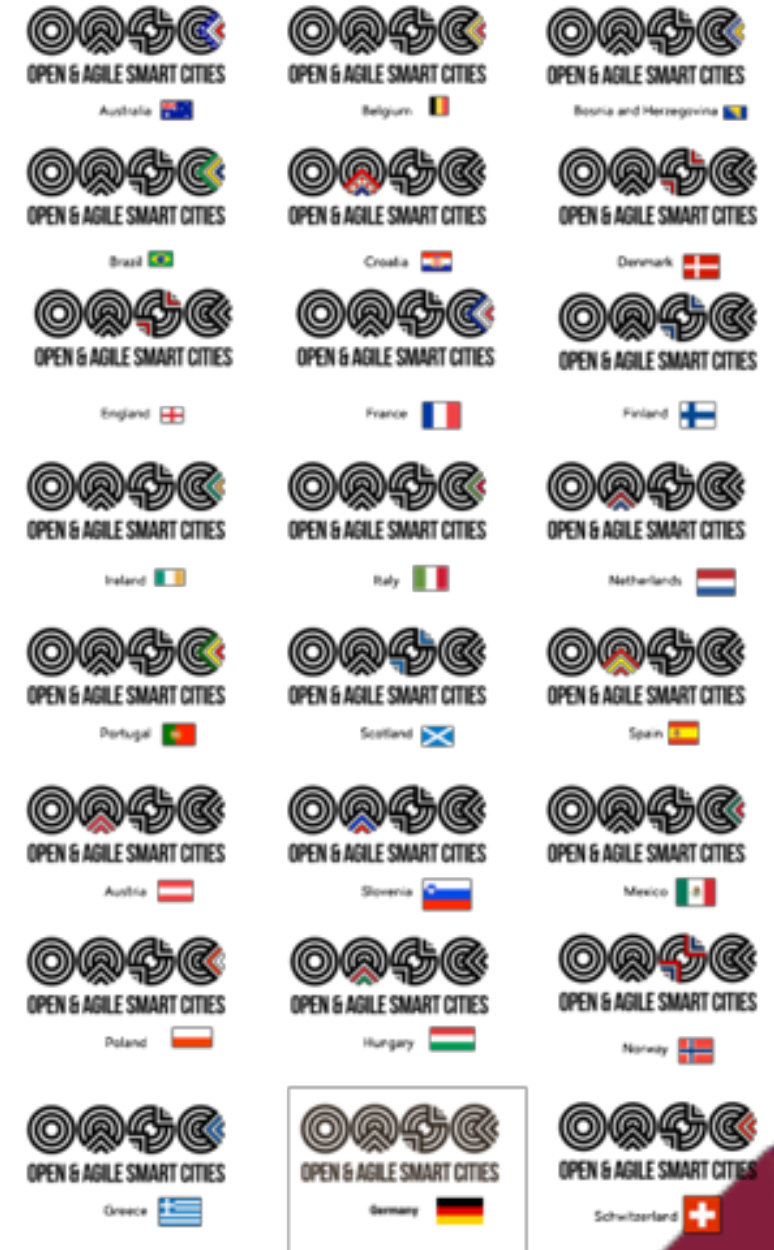 OPEN & AGILE SMART CITIES
OPEN & AGILE SMART CITIES
OPEN & AGILE SMART CITIES
Australia
Belgium
Bosnia and Herzegovina
OPEN & AGILE SMART CITIES
OPEN & AGILE SMART CITIES
OPEN & AGILE SMART CITIES
Brazil
Croatia
Denmark
OPEN & AGILE SMART CITIES
OPEN & AGILE SMART CITIES
OPEN & AGILE SMART CITIES
England
France
Finland
OPEN & AGILE SMART CITIES
OPEN & AGILE SMART CITIES
OPEN & AGILE SMART CITIES
Ireland
Italy
Netherlands
OPEN & AGILE SMART CITIES
OPEN & AGILE SMART CITIES
OPEN & AGILE SMART CITIES
Portugal
Scotland
Spain
OPEN & AGILE SMART CITIES
OPEN & AGILE SMART CITIES
OPEN & AGILE SMART CITIES
Austria
Slovenia
Mexico
OPEN & AGILE SMART CITIES
OPEN & AGILE SMART CITIES
OPEN & AGILE SMART CITIES
Poland
Hungary
Norway
OPEN & AGILE SMART CITIES
OPEN & AGILE SMART CITIES
OPEN & AGILE SMART CITIES
Greece
Germany
Schwitzerland